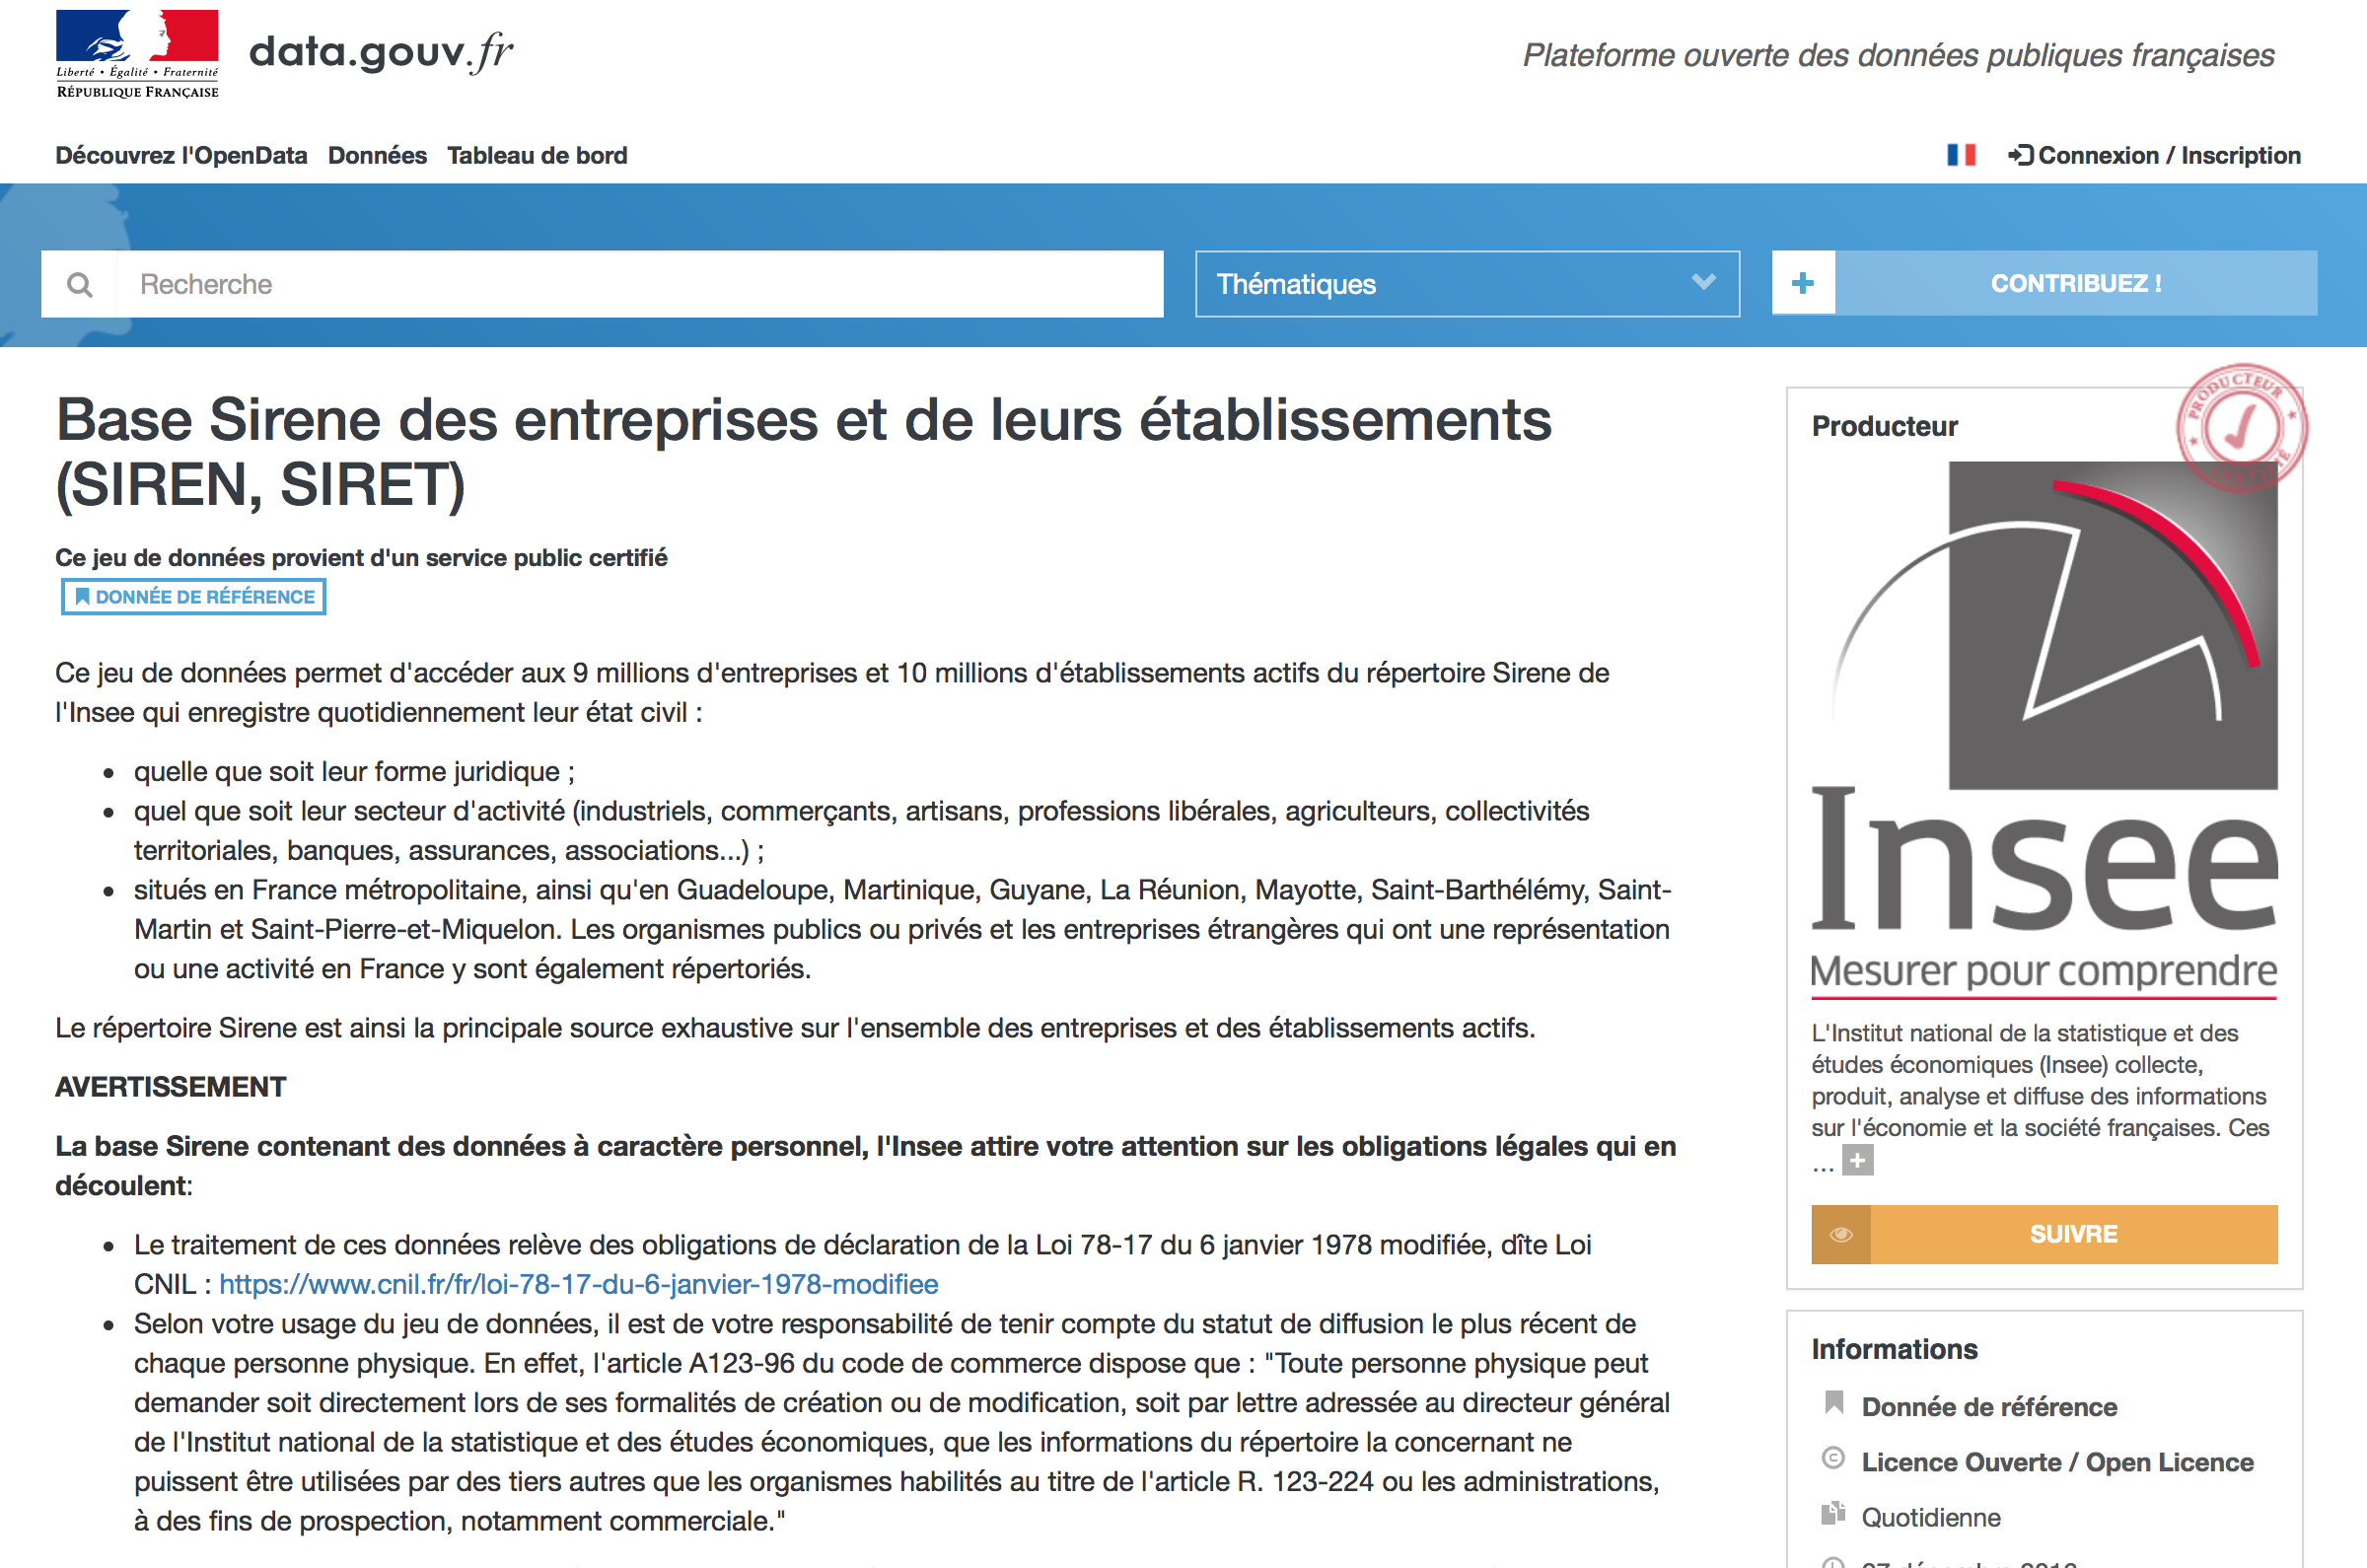 Liberté • Égalité • Fraternité
RÉPUBLIQUE FRANÇAISE
data.gouv.fr
Plateforme ouverte des données publiques françaises
Découvrez l'OpenData Données Tableau de bord
Connexion / Inscription
Recherche
Thématiques
CONTRIBUEZ !
Base Sirene des entreprises et de leurs établissements
(SIREN, SIRET)
Ce jeu de données provient d'un service public certifié
DONNÉE DE RÉFÉRENCE
Ce jeu de données permet d'accéder aux 9 millions d'entreprises et 10 millions d'établissements actifs du répertoire Sirene de
l'Insee qui enregistre quotidiennement leur état civil :
• quelle que soit leur forme juridique ;
• quel que soit leur secteur d'activité (industriels, commerçants, artisans, professions libérales, agriculteurs, collectivités
territoriales, banques, assurances, associations...) ;
• situés en France métropolitaine, ainsi qu'en Guadeloupe, Martinique, Guyane, La Réunion, Mayotte, Saint-Barthélémy, Saint-
Martin et Saint-Pierre-et-Miquelon. Les organismes publics ou privés et les entreprises étrangères qui ont une représentation
ou une activité en France y sont également répertoriés.
Le répertoire Sirene est ainsi la principale source exhaustive sur l'ensemble des entreprises et des établissements actifs.
AVERTISSEMENT
La base Sirene contenant des données à caractère personnel, l'Insee attire votre attention sur les obligations légales qui en
découlent:
• Le traitement de ces données relève des obligations de déclaration de la Loi 78-17 du 6 janvier 1978 modifiée, dîte Loi
CNIL : https://www.cnil.fr/fr/loi-78-17-du-6-janvier-1978-modifiee
• Selon votre usage du jeu de données, il est de votre responsabilité de tenir compte du statut de diffusion le plus récent de
chaque personne physique. En effet, l'article A123-96 du code de commerce dispose que : "Toute personne physique peut
demander soit directement lors de ses formalités de création ou de modification, soit par lettre adressée au directeur général
de l'Institut national de la statistique et des études économiques, que les informations du répertoire la concernant ne
puissent être utilisées par des tiers autres que les organismes habilités au titre de l'article R. 123-224 ou les administrations,
à des fins de prospection, notamment commerciale."
Producteur
PRODUCTEUR
Insee
Mesurer pour comprendre
L'Institut national de la statistique et des
études économiques (Insee) collecte,
produit, analyse et diffuse des informations
sur l'économie et la société françaises. Ces
...
SUIVRE
Informations
Donnée de référence
Licence Ouverte / Open Licence
Quotidienne